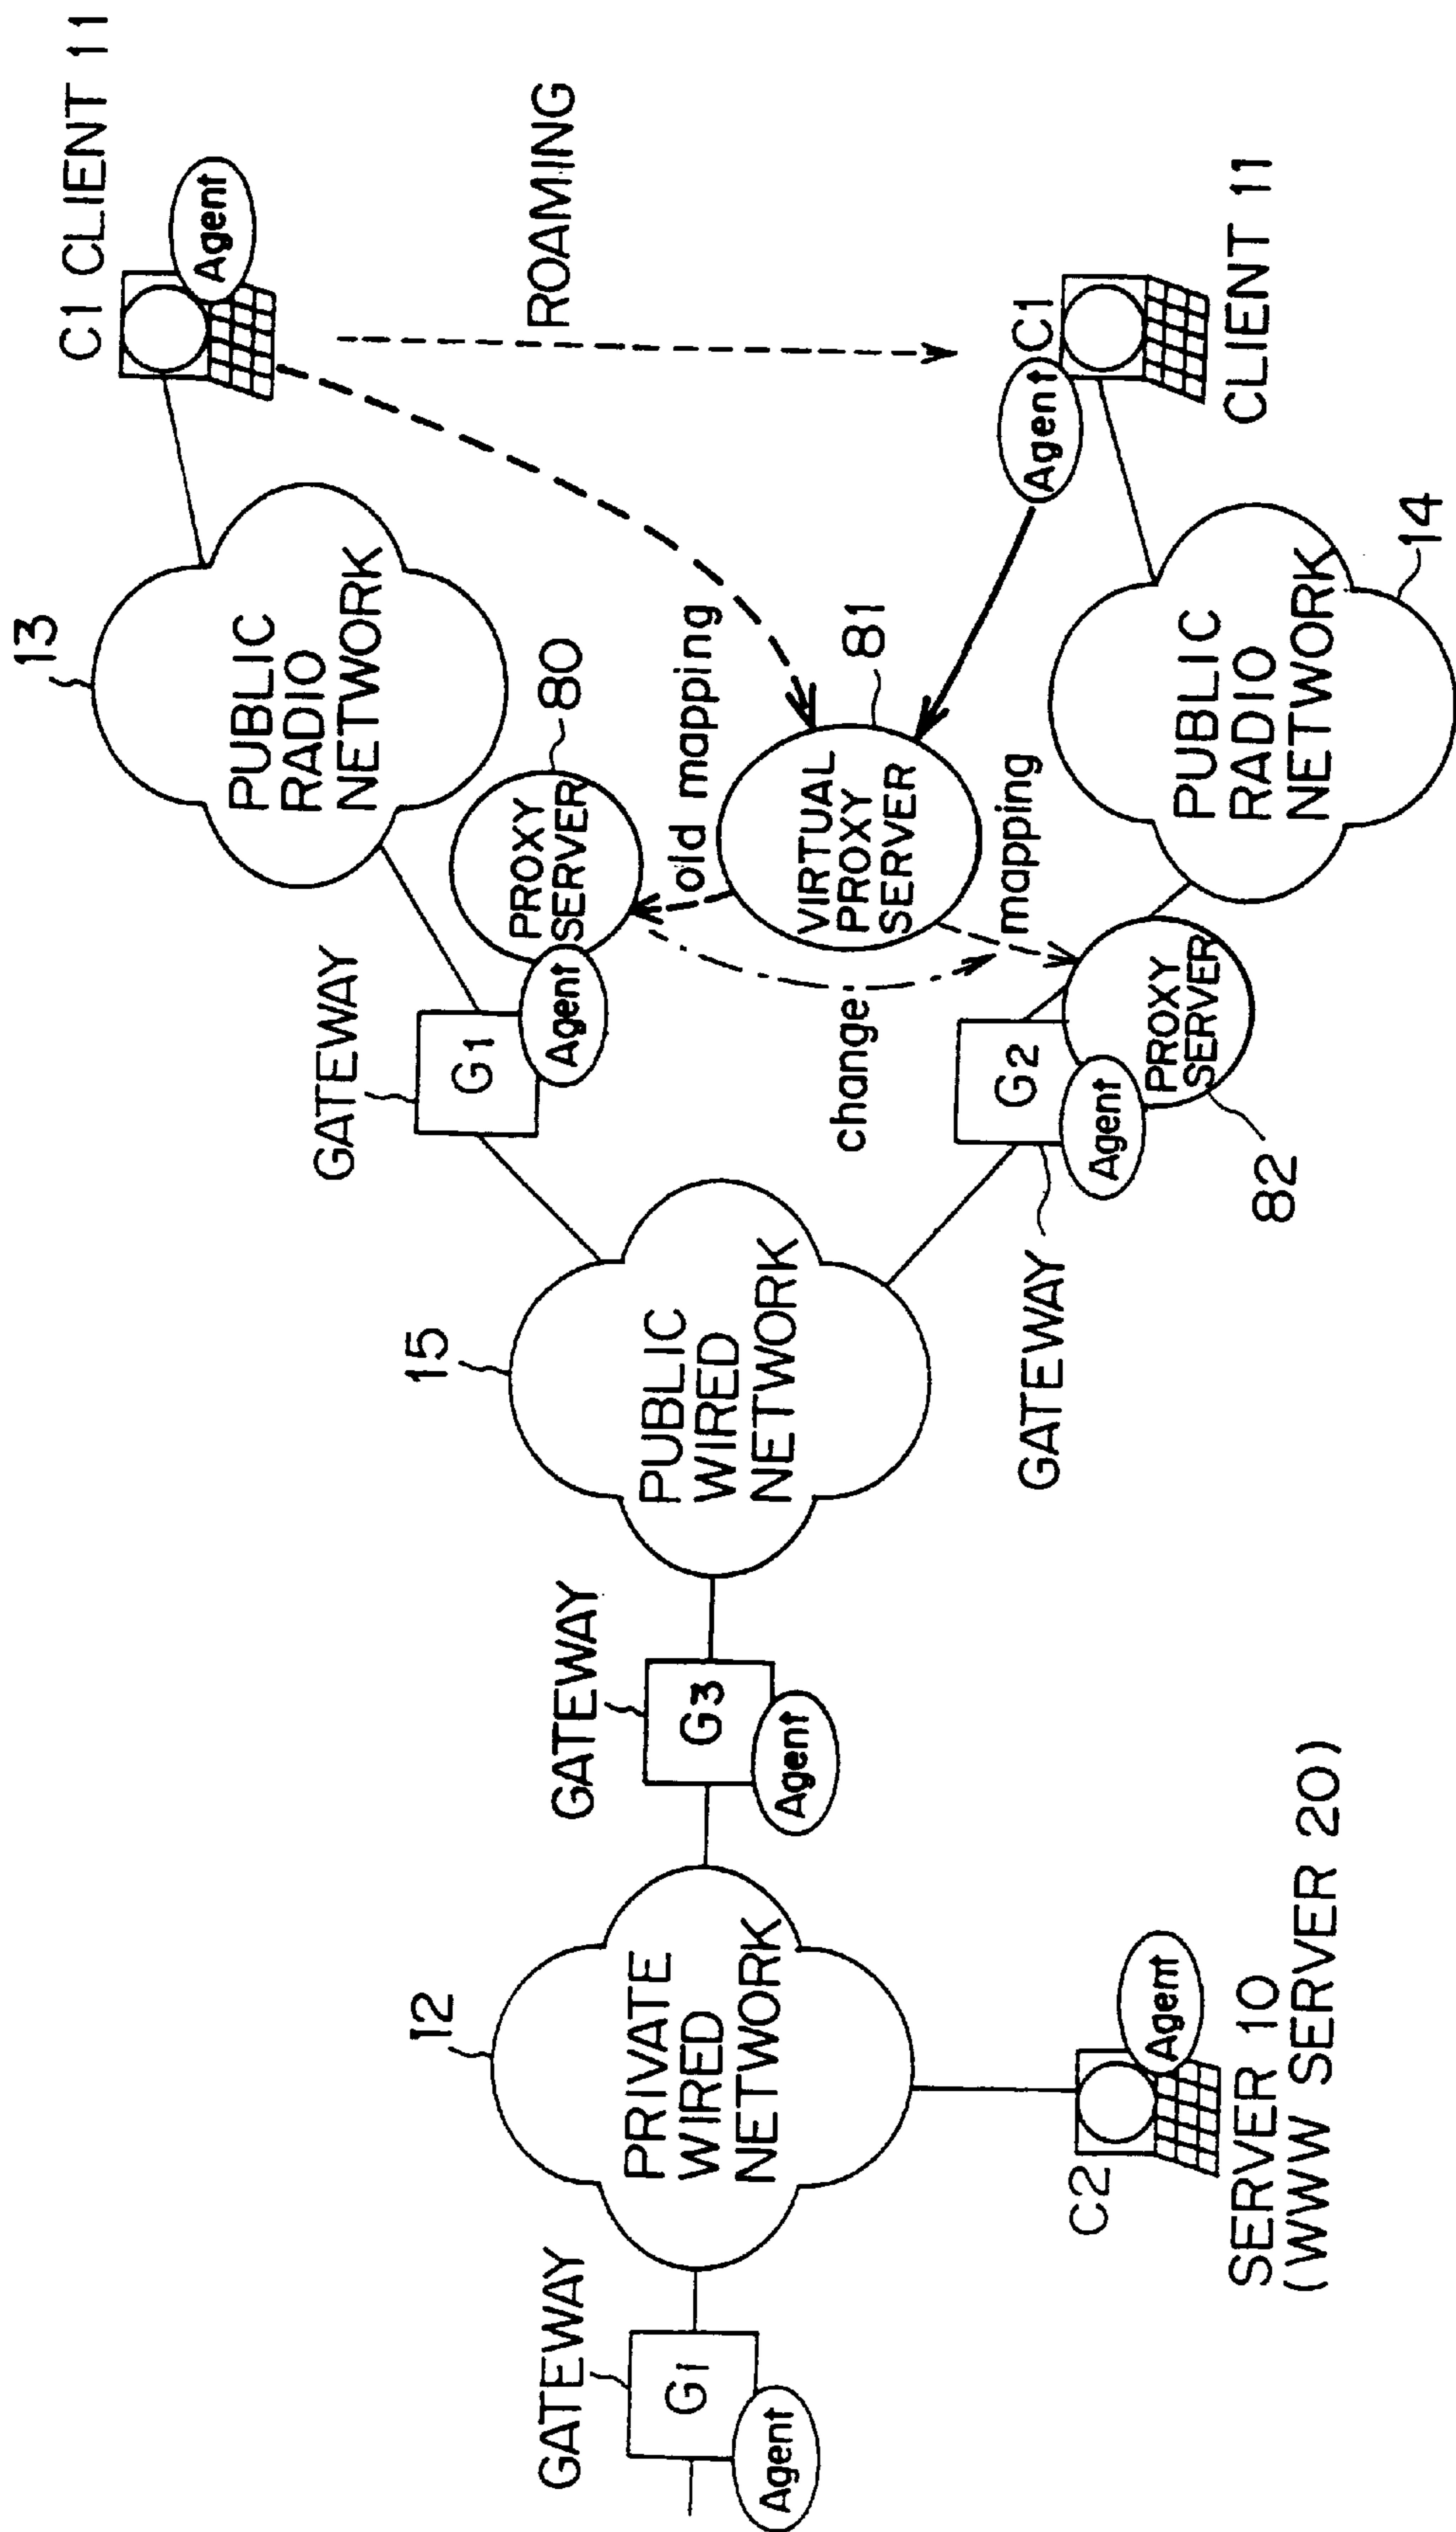 C1 CLIENT 11
Agent
ROAMING
13
PUBLIC
RADIO
NETWORK
80
PROXY
SERVER
Agent
GATEWAY
G1
old mapping
81
VIRTUAL
PROXY
SERVER
change
mapping
Agent
C1
CLIENT 11
14
PUBLIC
RADIO
NETWORK
GATEWAY
G2
Agent
PROXY
SERVER
82
15
PUBLIC
WIRED
NETWORK
GATEWAY
G3
Agent
12
PRIVATE
WIRED
NETWORK
GATEWAY
Gi
Agent
C2
Agent
SERVER 10
(WWW SERVER 20)